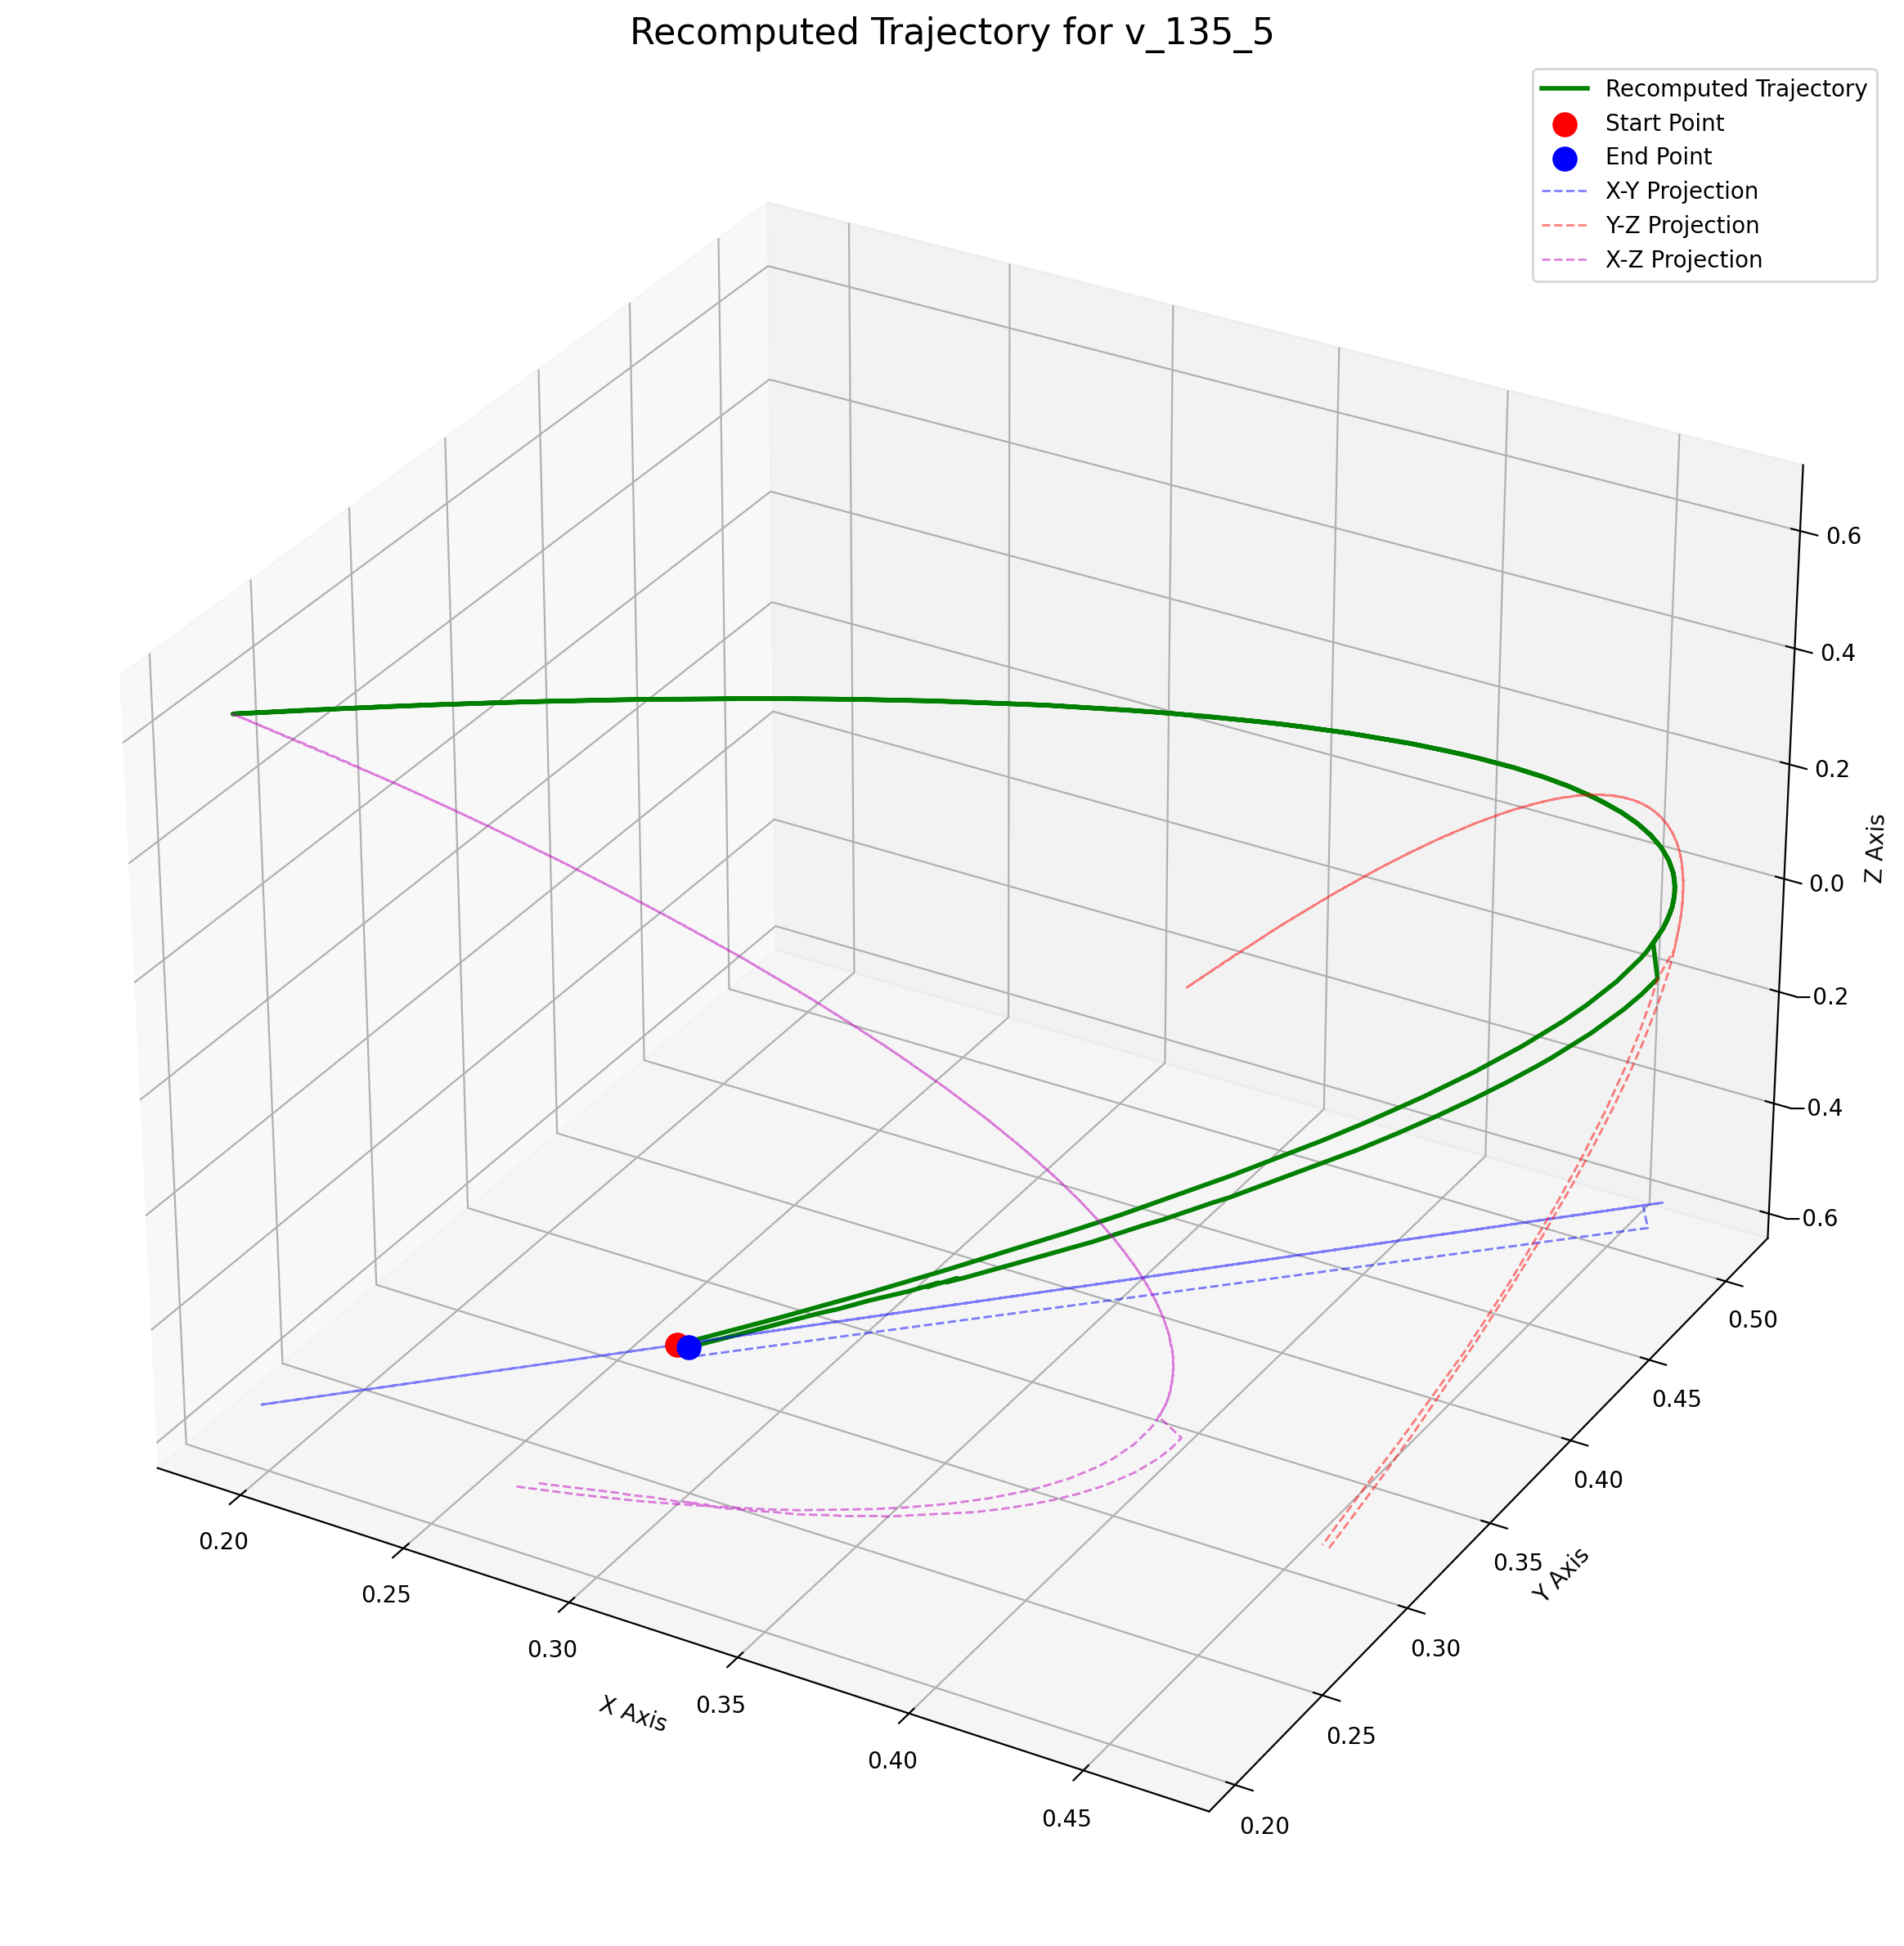 Recomputed Trajectory for v_135_5
Recomputed Trajectory
Start Point
End Point
X-Y Projection
Y-Z Projection
X-Z Projection
0.6
0.4
0.2
0.0
−0.2
−0.4
−0.6
Z Axis
0.50
0.45
0.40
0.35
0.30
0.25
0.20
Y Axis
0.20
0.25
0.30
0.35
0.40
0.45
X Axis